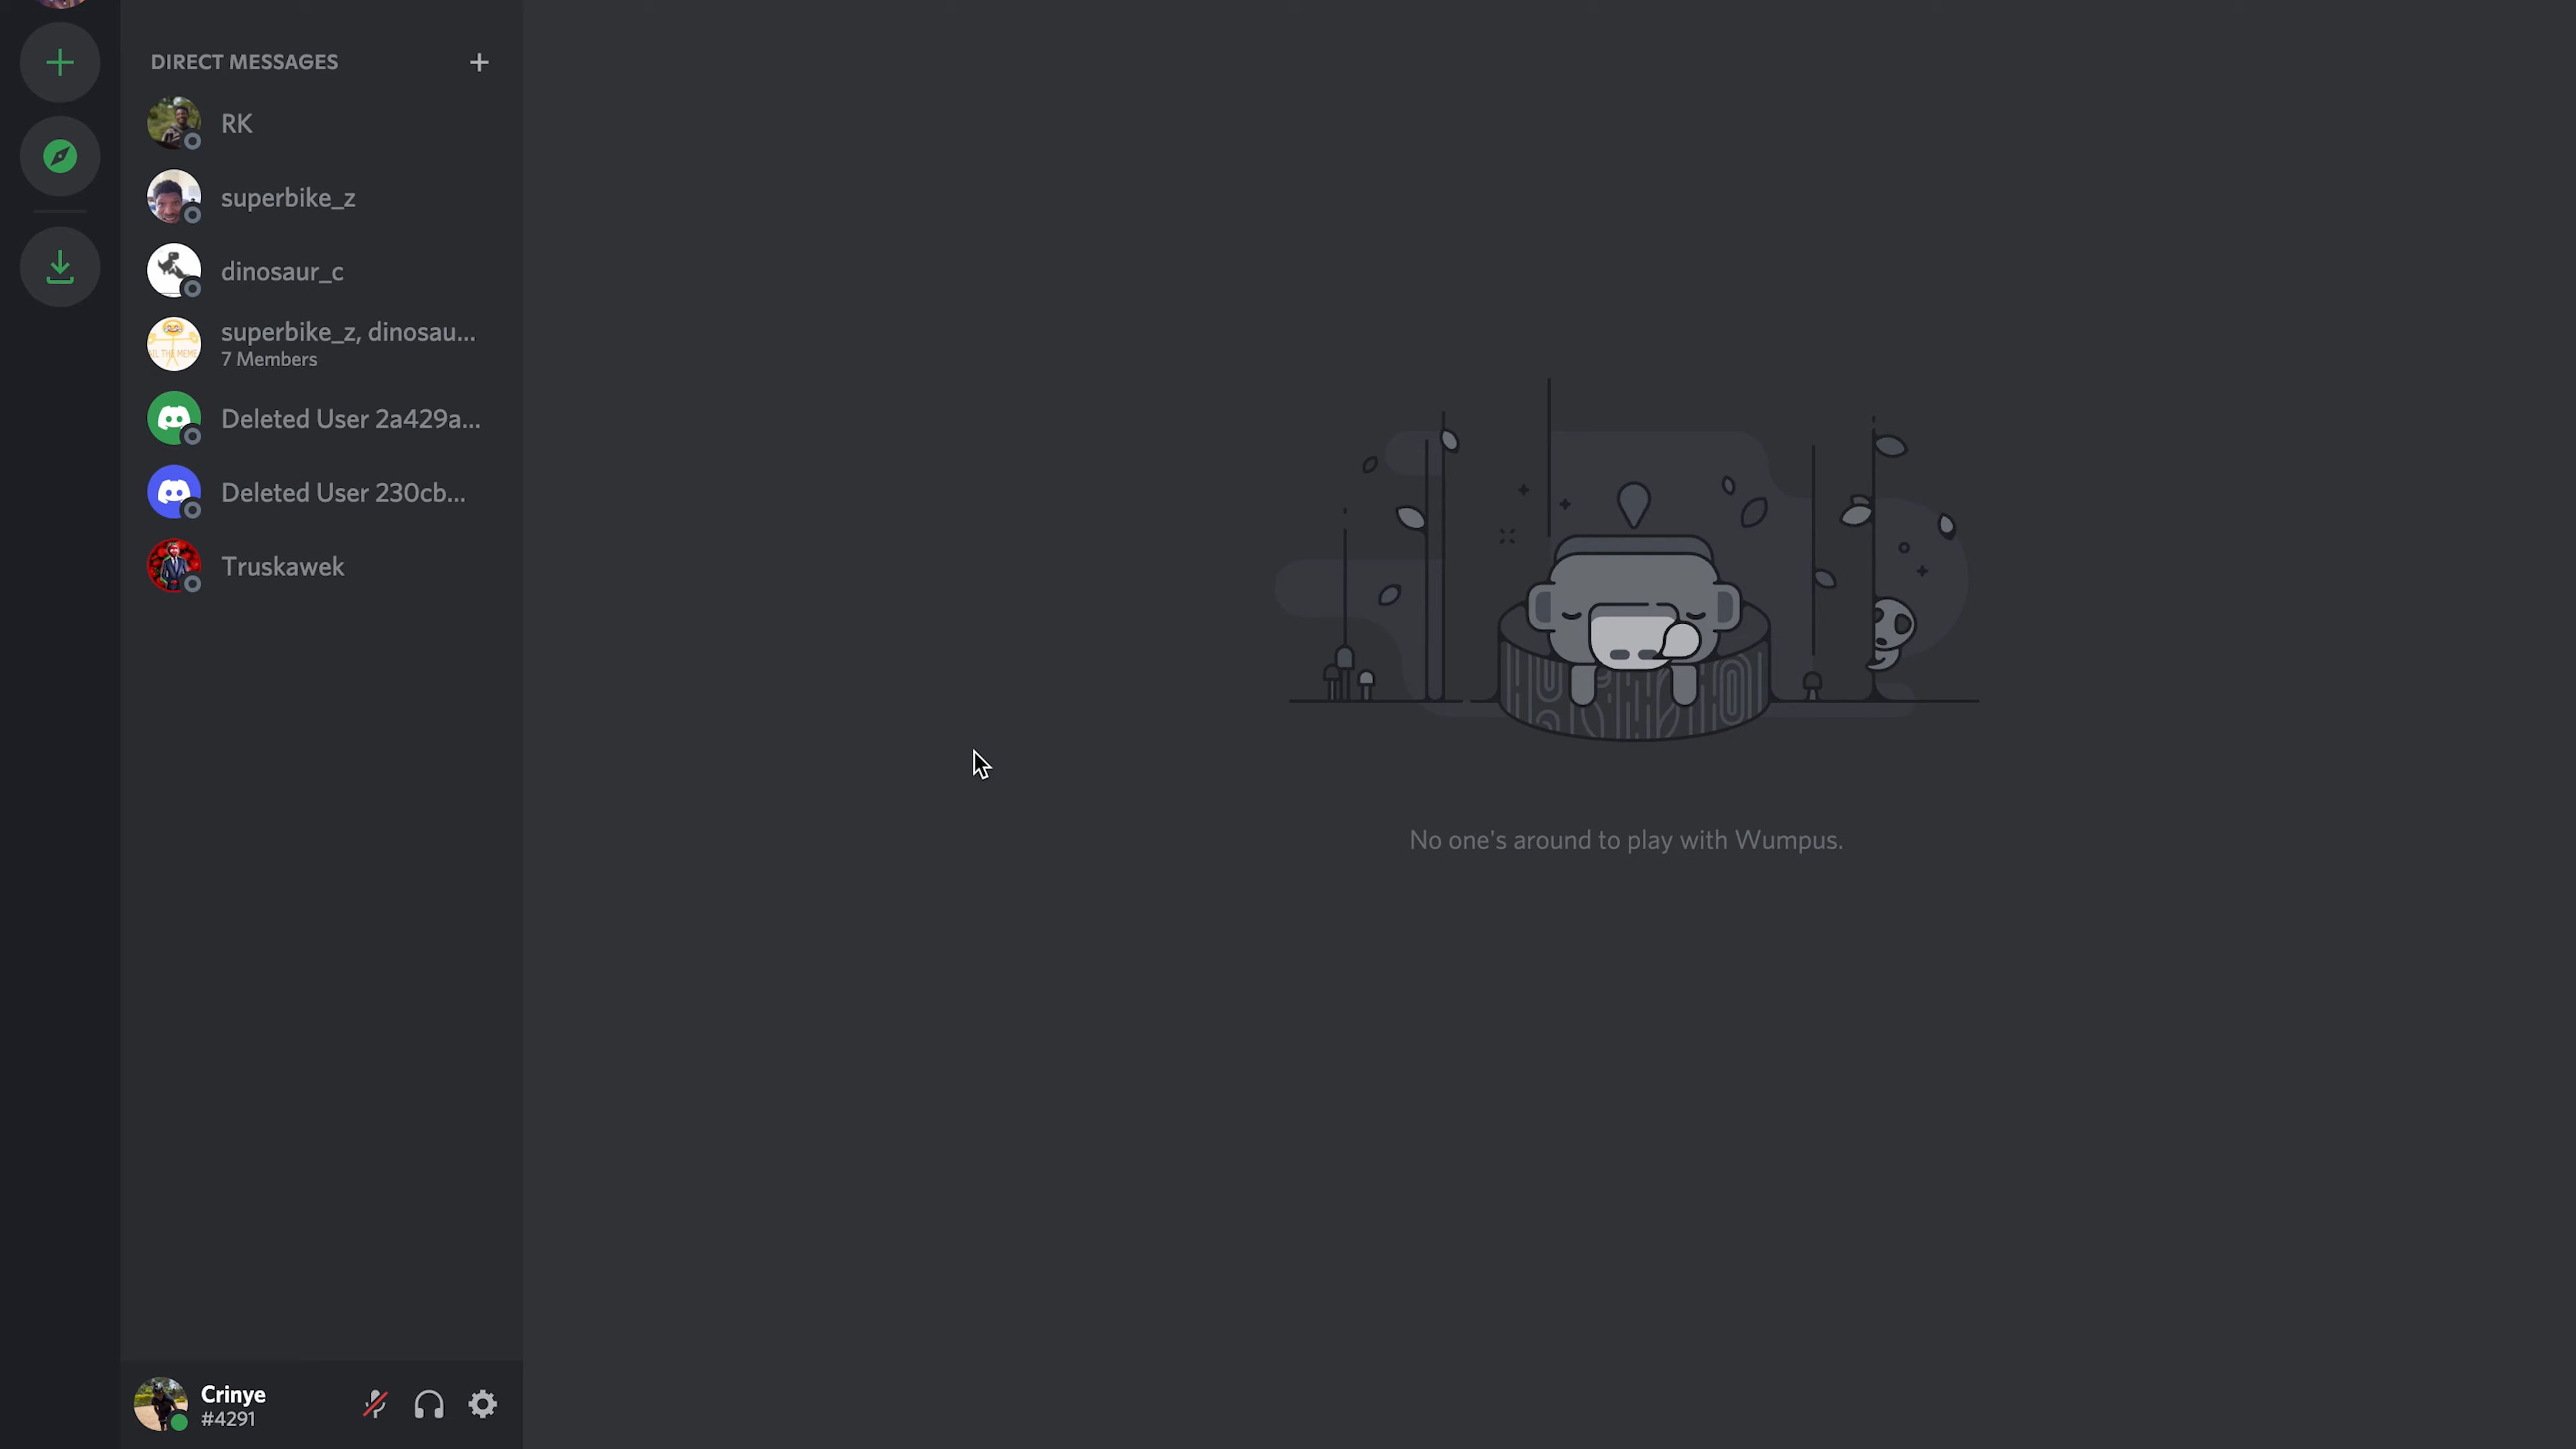 DIRECT MESSAGES
RK
superbike_z
dinosaur_c
superbike_z, dinosau...
7 Members
Deleted User 2a429a...
Deleted User 230cb...
Truskawek
No one's around to play with Wumpus.
Crinye
#4291